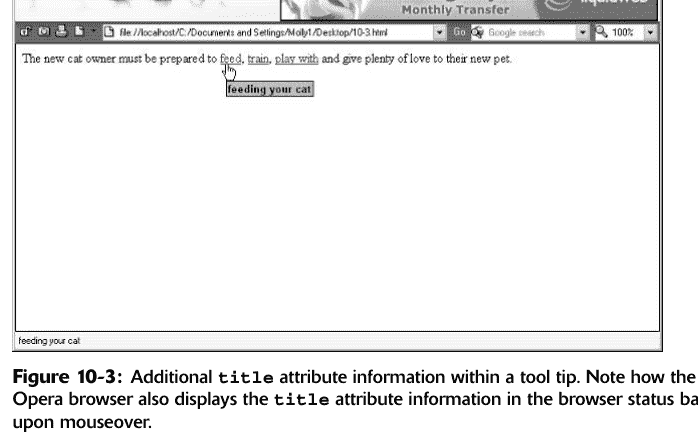 Monthly Transfer
liquidweb
file://localhost/C:/Documents and Settings/Molly1/Desktop/10-3.html Go Google search 100%
The new cat owner must be prepared to feed, train, play with and give plenty of love to their new pet.
feeding your cat
feeding your cat
Figure 10-3: Additional title attribute information within a tool tip. Note how the
Opera browser also displays the title attribute information in the browser status ba
upon mouseover.